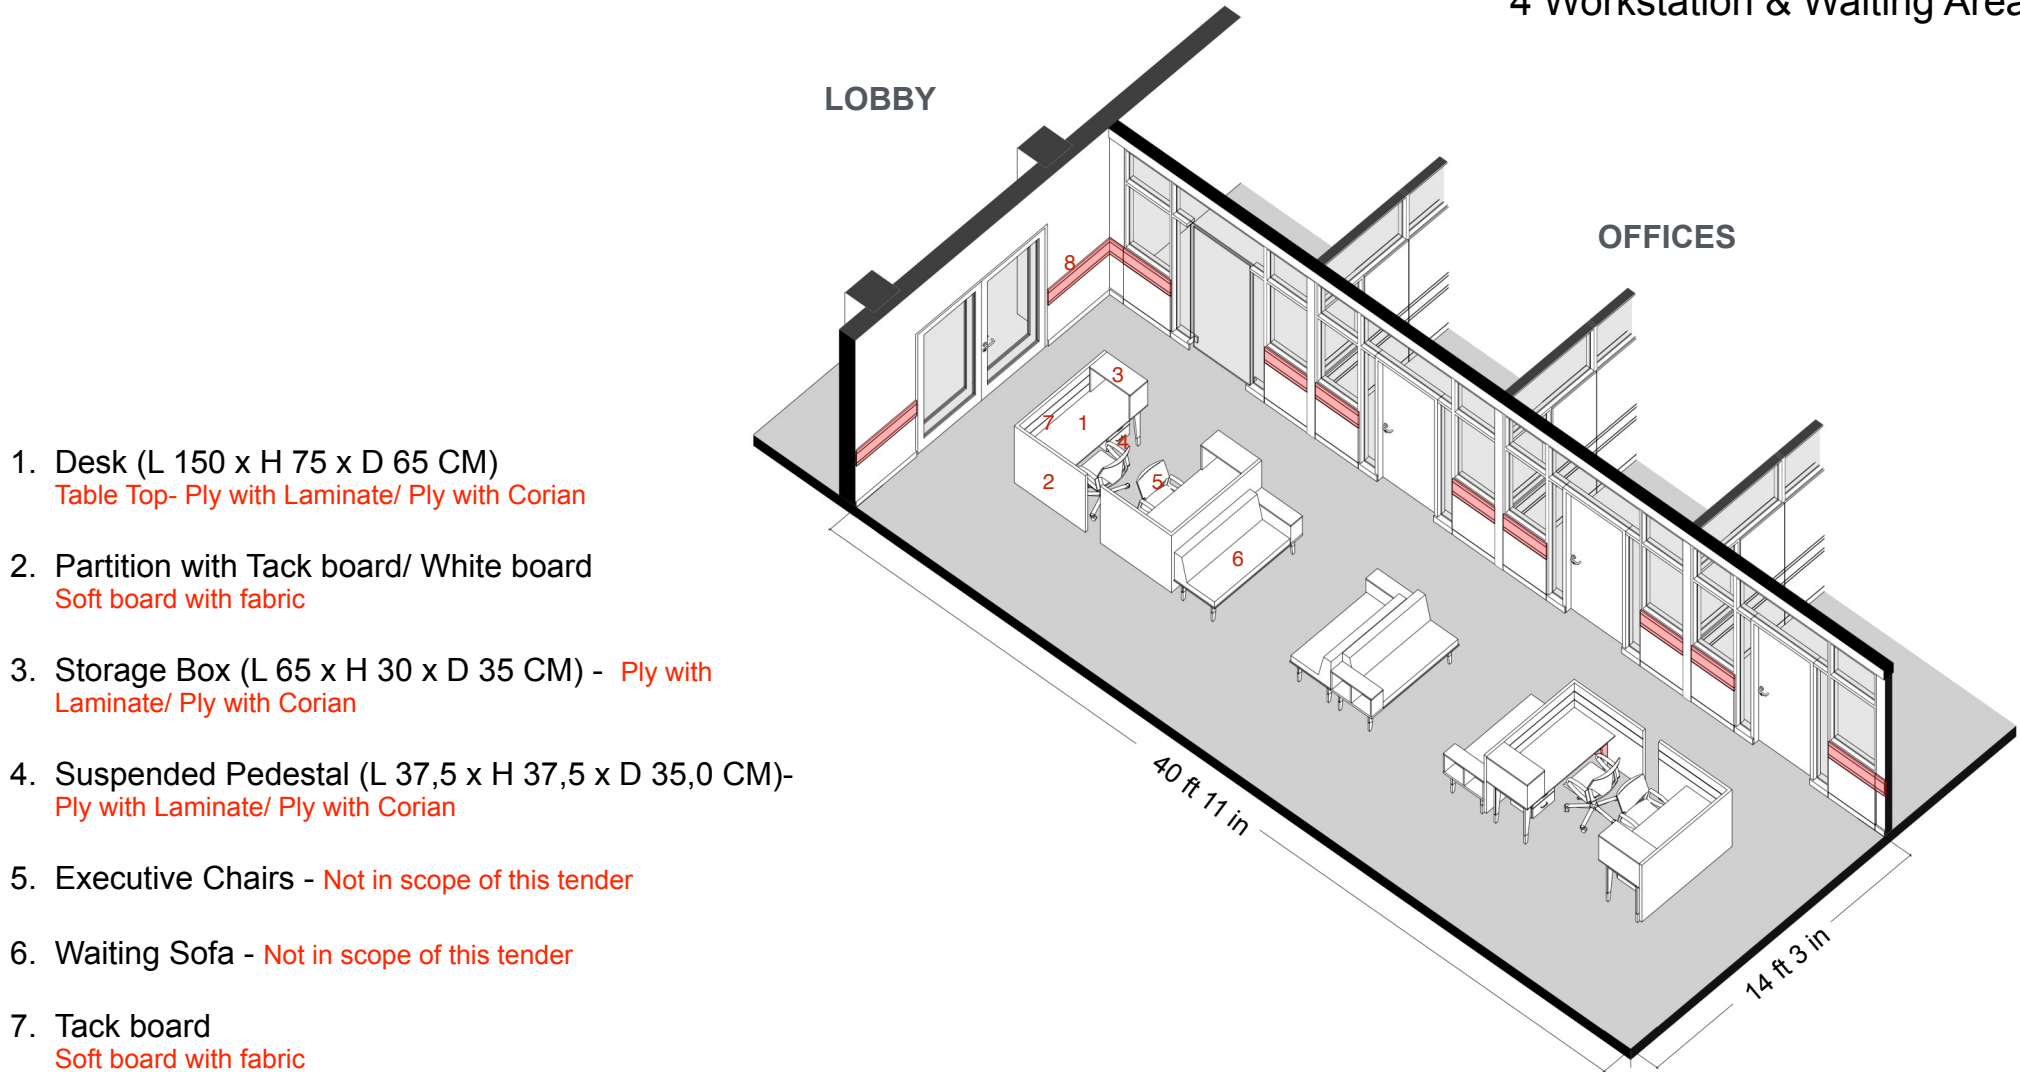 4 Workstation & Waiting Area
LOBBY
OFFICES
1. Desk (L 150 x H 75 x D 65 CM)
Table Top- Ply with Laminate/ Ply with Corian
2. Partition with Tack board/ White board
Soft board with fabric
3. Storage Box (L 65 x H 30 x D 35 CM) - Ply with
Laminate/ Ply with Corian
4. Suspended Pedestal (L 37,5 x H 37,5 x D 35,0 CM)-
Ply with Laminate/ Ply with Corian
5. Executive Chairs - Not in scope of this tender
6. Waiting Sofa - Not in scope of this tender
7. Tack board
Soft board with fabric
8
3
7
1
4
2
5
6
40 ft 11 in
14 ft 3 in